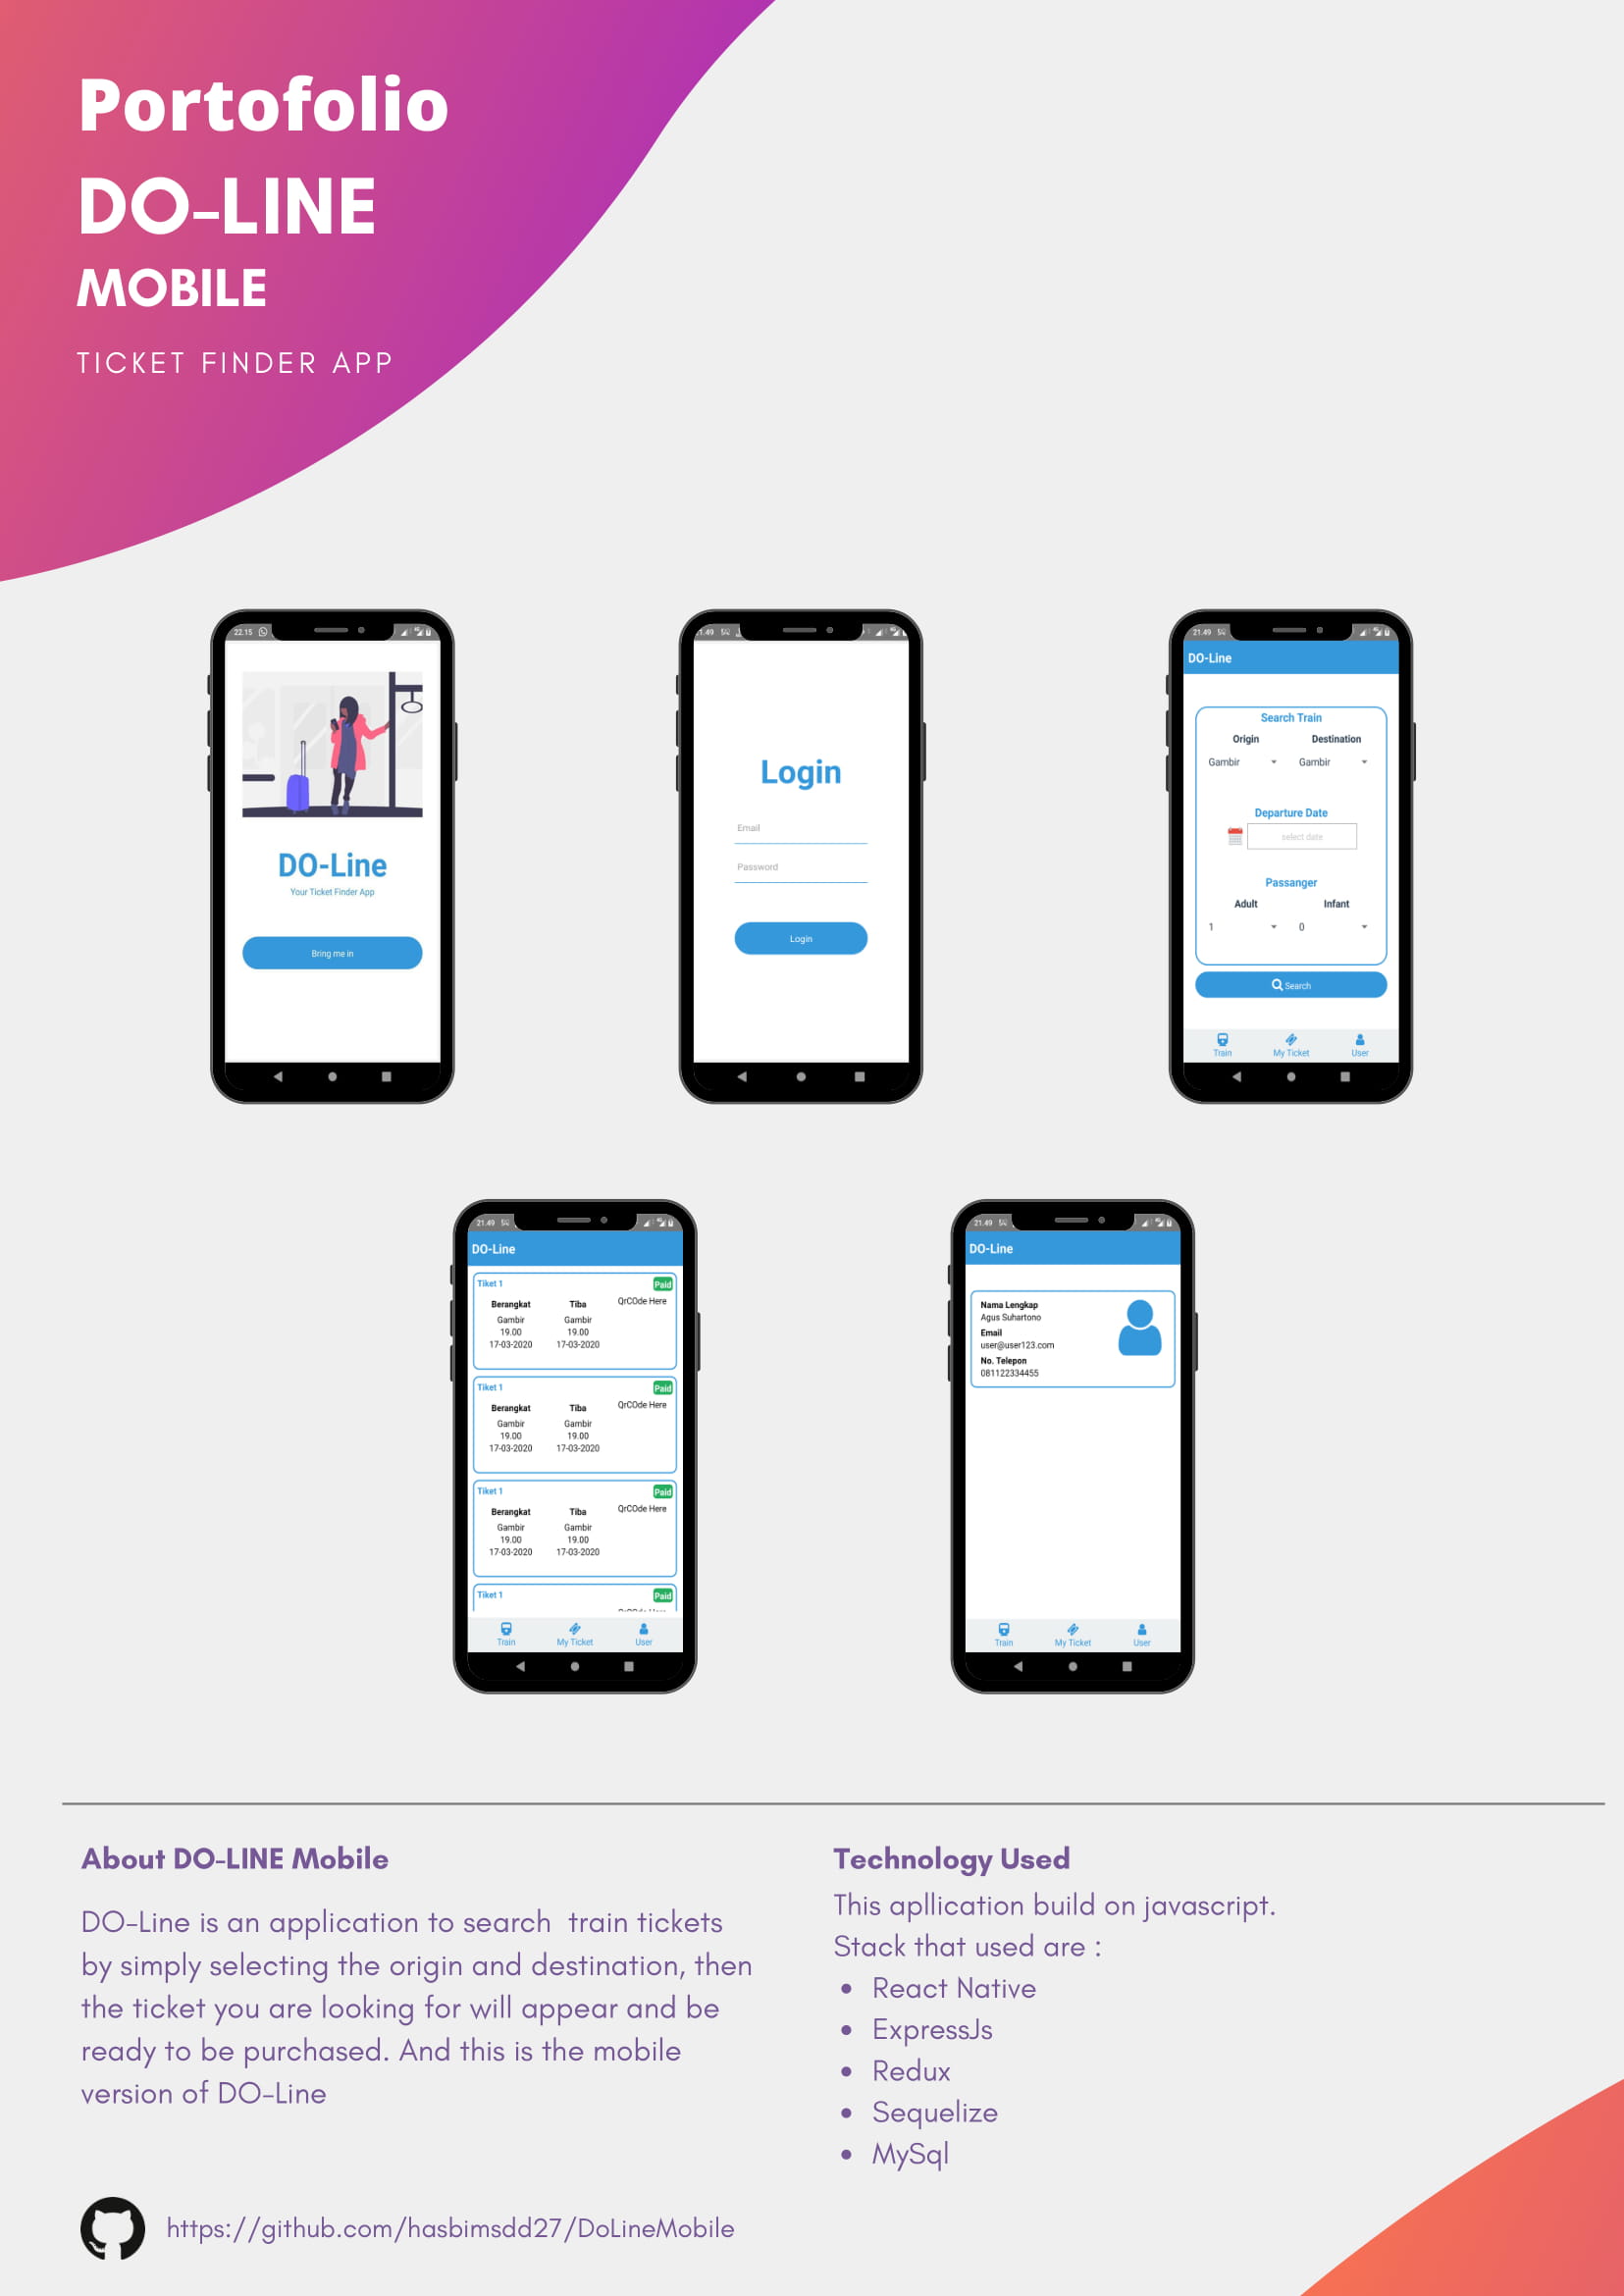 Portofolio
DO-LINE
MOBILE
TICKET FINDER APP
22.15
DO-Line
Your Ticket Finder App
Bring me in
Login
Email
Password
Login
21.49
DO-Line
Search Train
Origin Destination
Gambir Gambir
Departure Date
select date
Passanger
Adult Infant
1 0
Search
Train My Ticket User
21.49
DO-Line
Tiket 1 Paid
Berangkat Tiba QrCOde Here
Gambir Gambir
19.00 19.00
17-03-2020 17-03-2020
Tiket 1 Paid
Berangkat Tiba QrCOde Here
Gambir Gambir
19.00 19.00
17-03-2020 17-03-2020
Tiket 1 Paid
Berangkat Tiba QrCOde Here
Gambir Gambir
19.00 19.00
17-03-2020 17-03-2020
Tiket 1 Paid
Train My Ticket User
21.49
DO-Line
Nama Lengkap
Agus Suhartono
Email
user@user123.com
No. Telepon
081122334455
Train My Ticket User
About DO-LINE Mobile
DO-Line is an application to search train tickets
by simply selecting the origin and destination, then
the ticket you are looking for will appear and be
ready to be purchased. And this is the mobile
version of DO-Line
Technology Used
This apllication build on javascript.
Stack that used are :
• React Native
• ExpressJs
• Redux
• Sequelize
• MySql
https://github.com/hasbimsdd27/DoLineMobile